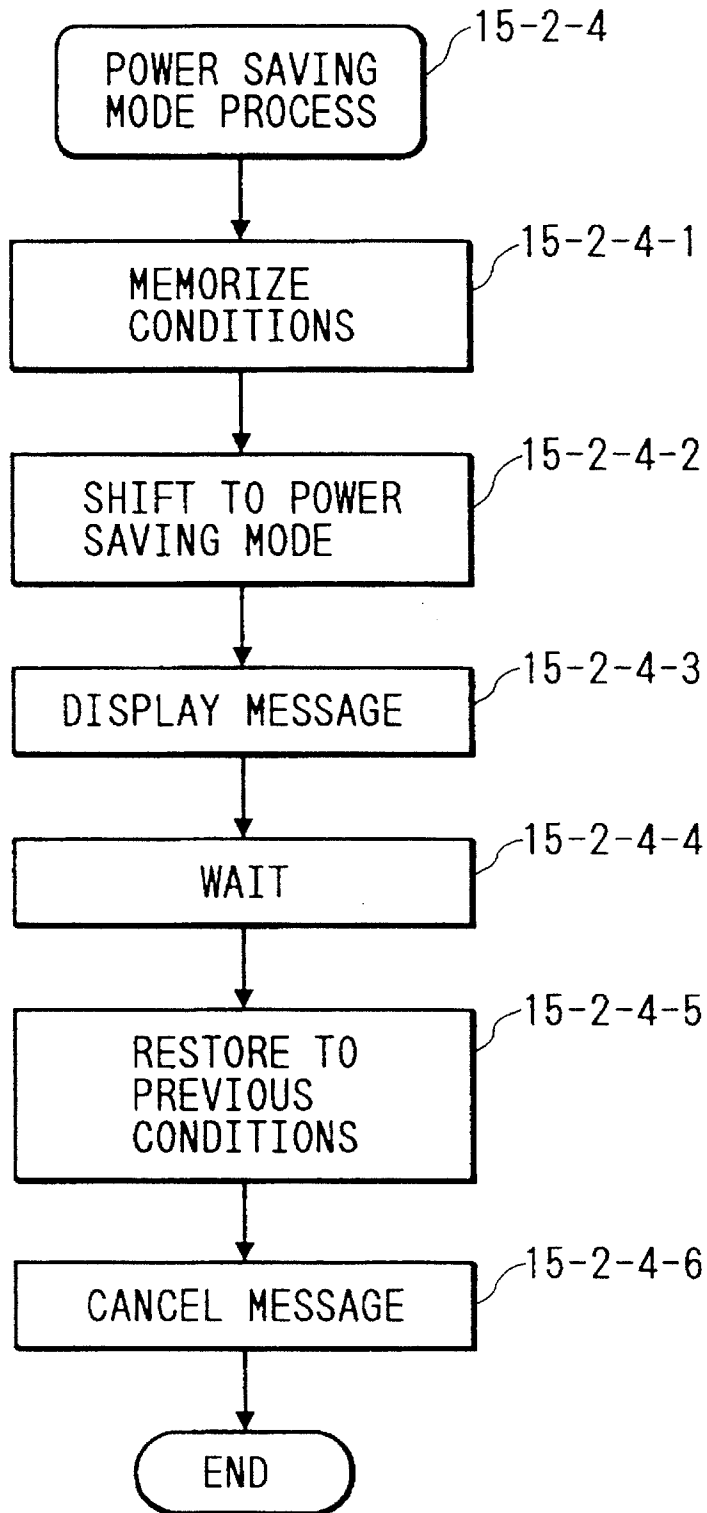 15-2-4
POWER SAVING
MODE PROCESS
15-2-4-1
MEMORIZE
CONDITIONS
15-2-4-2
SHIFT TO POWER
SAVING MODE
15-2-4-3
DISPLAY MESSAGE
15-2-4-4
WAIT
15-2-4-5
RESTORE TO
PREVIOUS
CONDITIONS
15-2-4-6
CANCEL MESSAGE
END